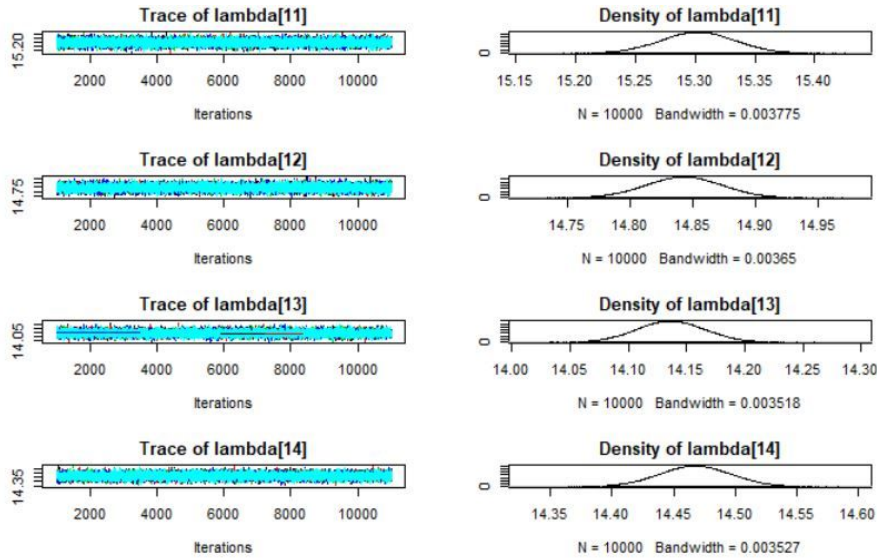 Trace of lambda[11]
15.20
2000 4000 6000 8000 10000
Iterations
Density of lambda[11]
0
15.15 15.20 15.25 15.30 15.35 15.40
N = 10000 Bandwidth = 0.003775
Trace of lambda[12]
14.75
2000 4000 6000 8000 10000
Iterations
Density of lambda[12]
0
14.75 14.80 14.85 14.90 14.95
N = 10000 Bandwidth = 0.00365
Trace of lambda[13]
14.05
2000 4000 6000 8000 10000
Iterations
Density of lambda[13]
0
14.00 14.05 14.10 14.15 14.20 14.25 14.30
N = 10000 Bandwidth = 0.003518
Trace of lambda[14]
14.35
2000 4000 6000 8000 10000
Iterations
Density of lambda[14]
0
14.35 14.40 14.45 14.50 14.55 14.60
N = 10000 Bandwidth = 0.003527